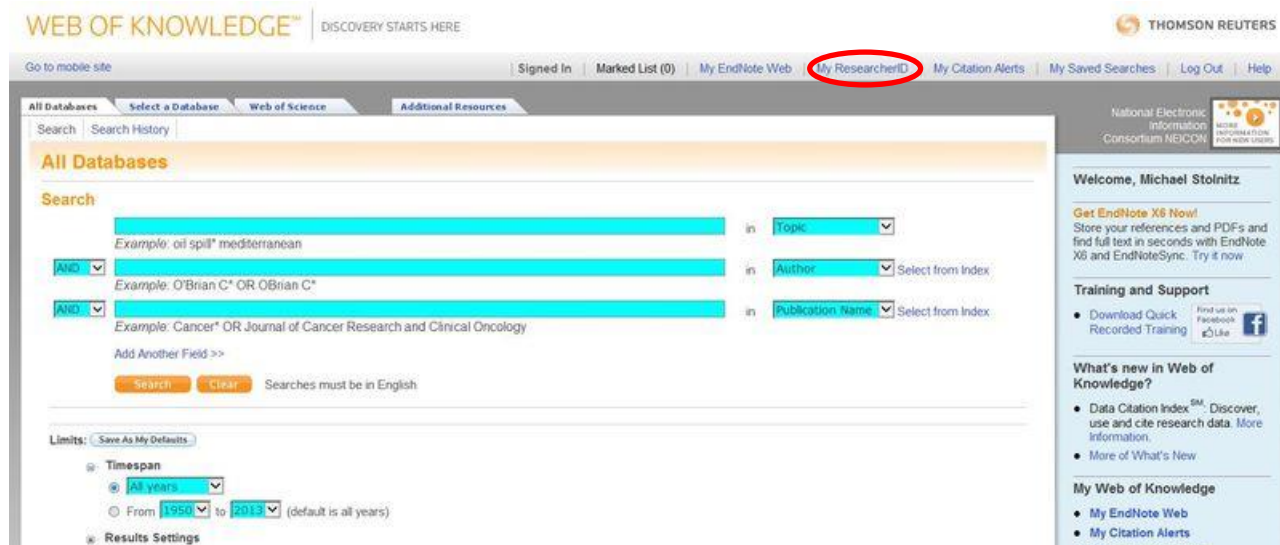 WEB OF KNOWLEDGE℠ | DISCOVERY STARTS HERE
THOMSON REUTERS
Go to mobile site
Signed In | Marked List (0) | My EndNote Web | My ResearcherID | My Citation Alerts | My Saved Searches | Log Out | Help
All Databases Select a Database Web of Science Additional Resources
Search | Search History
All Databases
Search
in Topic
Example: oil spill* mediterranean
AND in Author Select from Index
Example: O'Brian C* OR OBrian C*
AND in Publication Name Select from Index
Example: Cancer* OR Journal of Cancer Research and Clinical Oncology
Add Another Field >>
Search Clear Searches must be in English
Limits: Save As My Defaults
Timespan
All years
From 1950 to 2013 (default is all years)
Results Settings
National Electronic
Information
Consortium NEICON
MORE
INFORMATION
FOR NEW USERS
Welcome, Michael Stolnitz
Get EndNote X6 Now!
Store your references and PDFs and
find full text in seconds with EndNote
X6 and EndNoteSync. Try it now
Training and Support
Download Quick
Recorded Training
Find us on
Facebook
Like
What's new in Web of
Knowledge?
Data Citation Index℠: Discover,
use and cite research data. More
Information.
More of What's New
My Web of Knowledge
My EndNote Web
My Citation Alerts